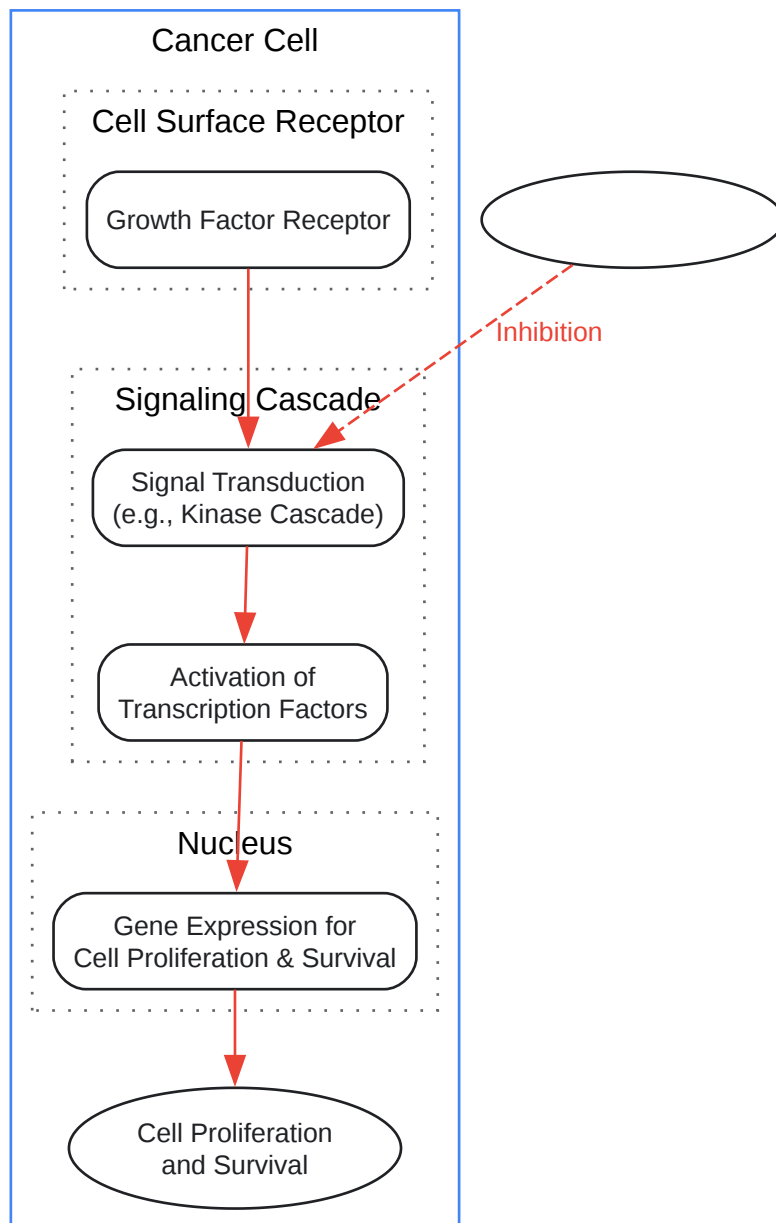 Cancer Cell
Cell Surface Receptor
Growth Factor Receptor
Inhibition
Signaling Cascade
Signal Transduction
(e.g., Kinase Cascade)
Activation of
Transcription Factors
Nucleus
Gene Expression for
Cell Proliferation & Survival
Cell Proliferation
and Survival